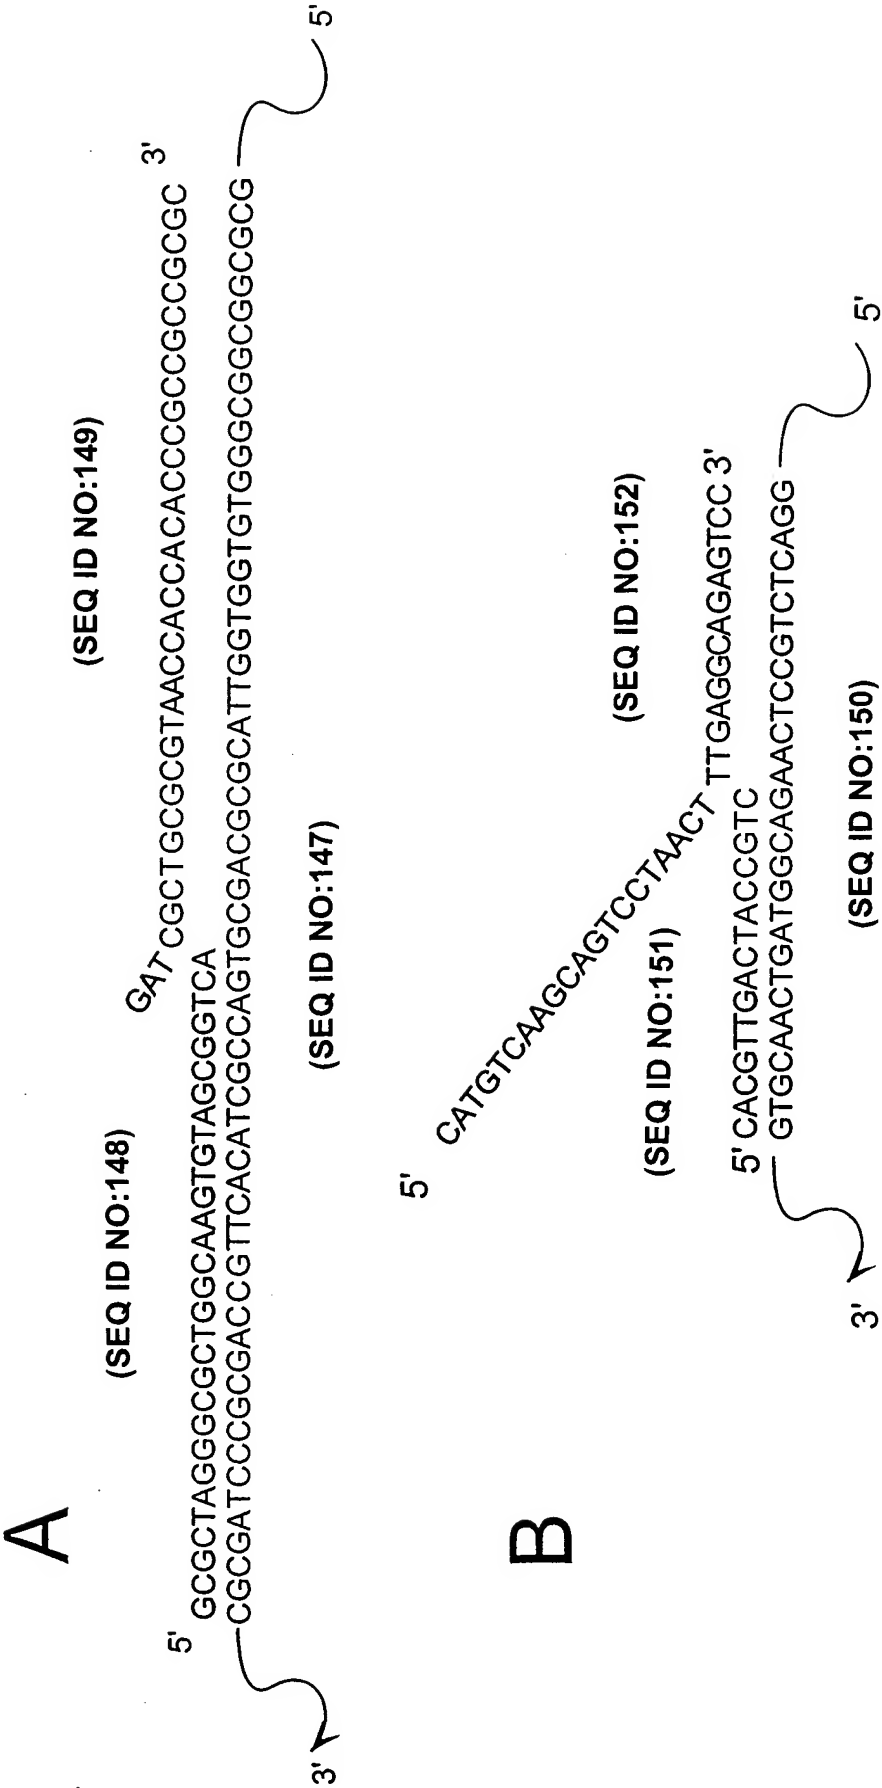 A
(SEQ ID NO:148)
(SEQ ID NO:149)
5'
GAT CGCTGCGCGTAACCACCACACCCGCCGCCGCGC 3'
GCGCTAGGGCGCTGGCAAGTGTAGCGGTCA
CGCGATCCCGCGACCGTTCACATCGCCAGTGCGACGCGCATTGGTGGTGTGGGCGGCGGCGCG
3'
5'
(SEQ ID NO:147)
B
5'
CATGTCAAGCAGTCCTAACT TTGAGGCAGAGTCC 3'
(SEQ ID NO:152)
(SEQ ID NO:151)
5' CACGTTGACTACCGTC
GTGCAACTGATGGCAGAACTCCGTCTCAGG
3'
5'
(SEQ ID NO:150)